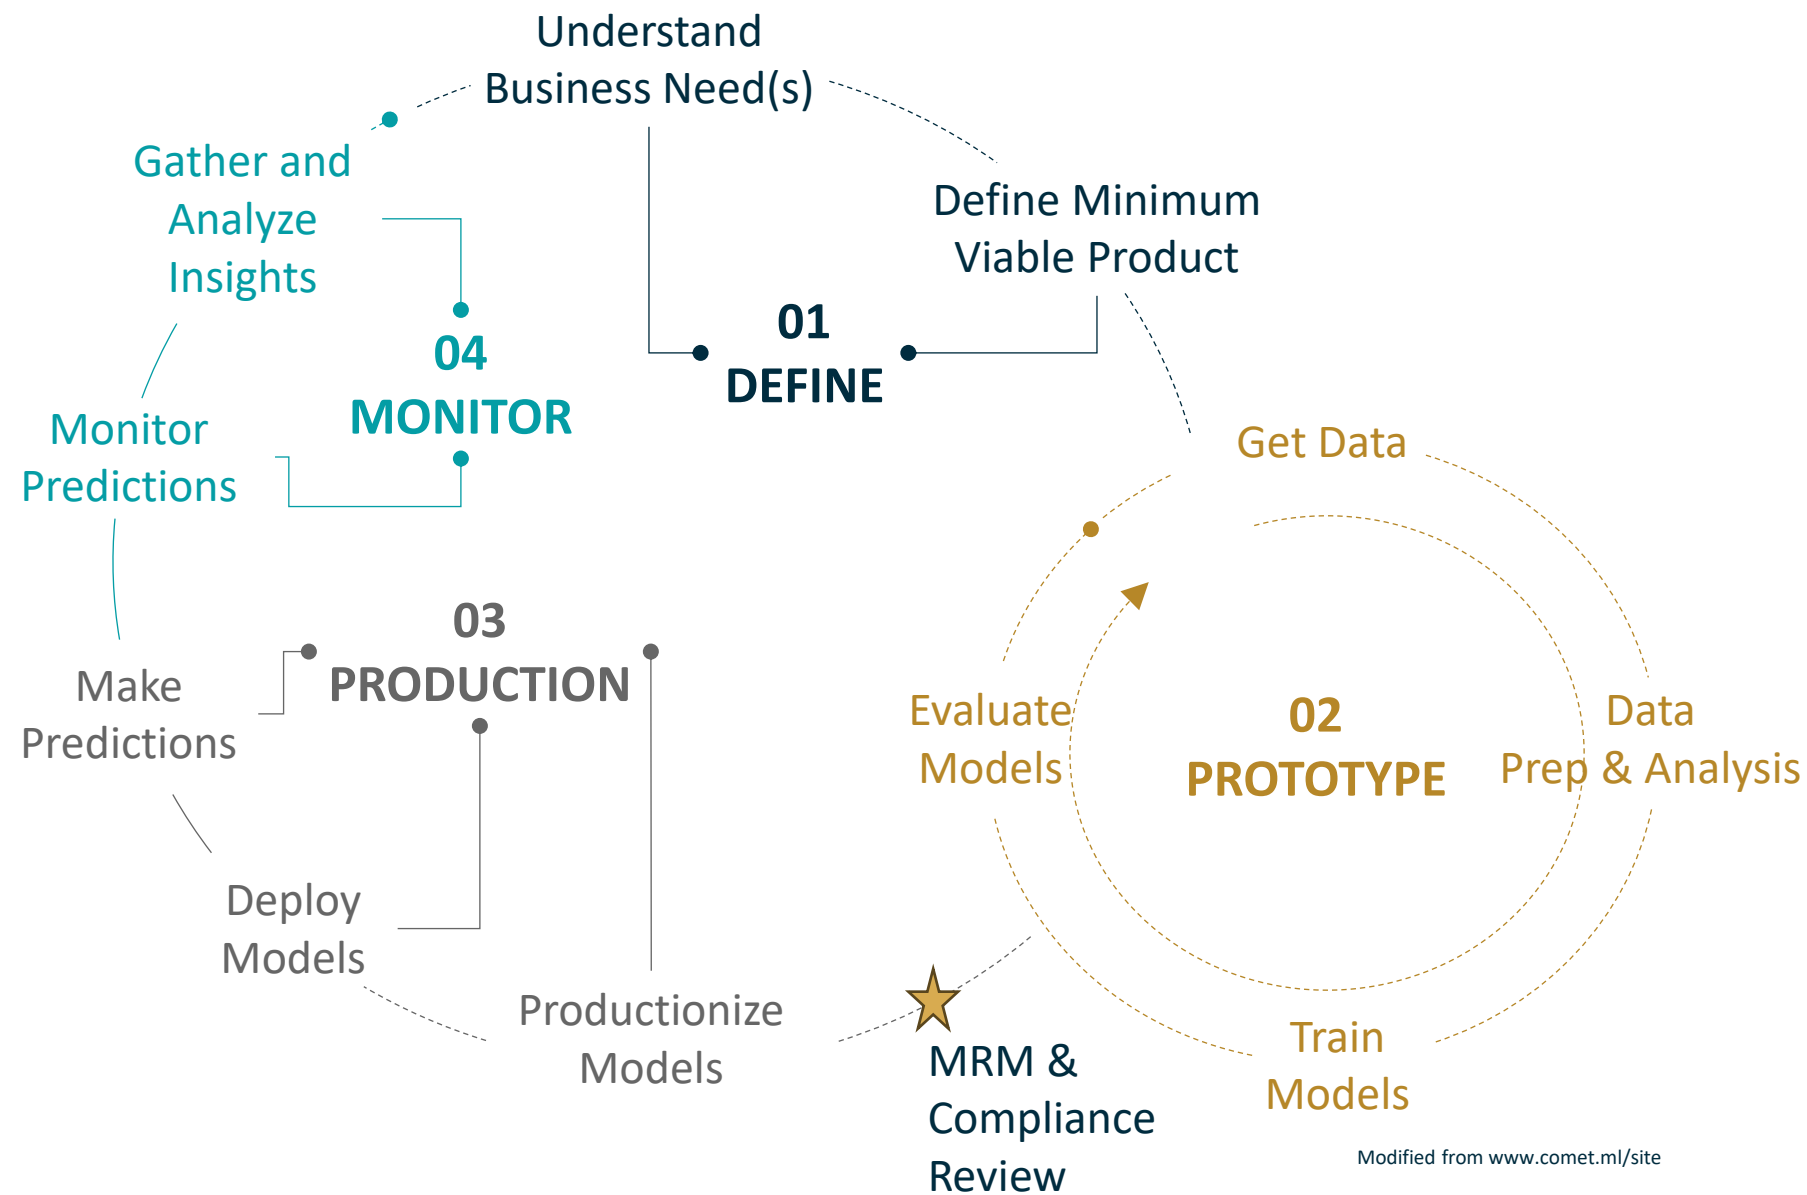 Understand
Business Need(s)
Define Minimum
Viable Product
01
DEFINE
Get Data
Data
Prep & Analysis
Train
Models
Evaluate
Models
02
PROTOTYPE
MRM &
Compliance
Review
Productionize
Models
Deploy
Models
Make
Predictions
03
PRODUCTION
Monitor
Predictions
Gather and
Analyze
Insights
04
MONITOR
Modified from www.comet.ml/site